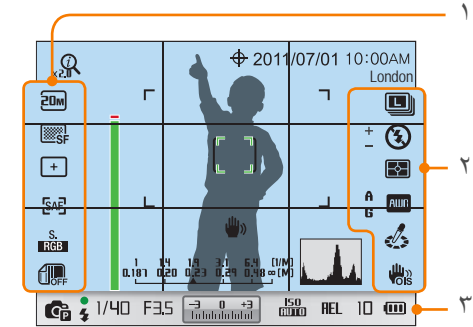 ١
x2.0 2011/07/01 10:00AM
London
20M L
SF + −
+
SAF A G AWB
S. RGB
1 1.4 1.9 3.1 6.4 [I/M]
0.187 0.20 0.23 0.29 0.48 ∞ [M]
OFF OIS
٢
P 1/40 F3.5 −3 0 +3 ISO AUTO AEL 10
٣